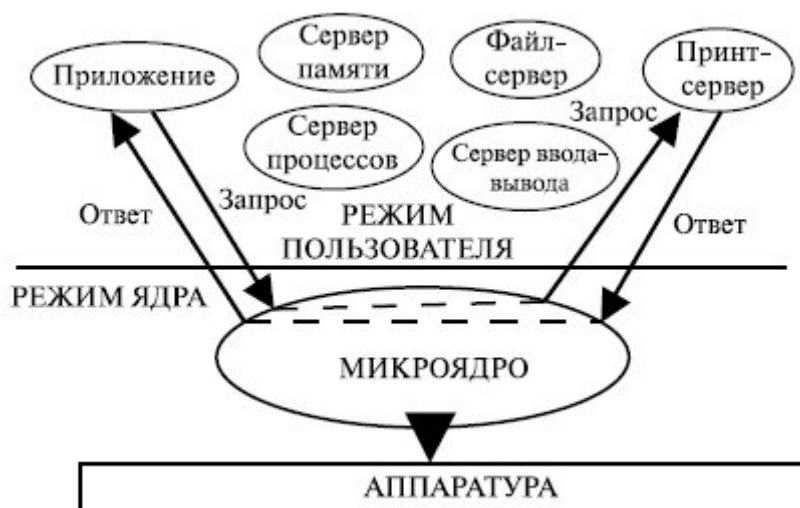 Приложение
Сервер
памяти
Файл-
сервер
Принт-
сервер
Сервер
процессов
Сервер ввода-
вывода
Запрос
Ответ
Запрос
РЕЖИМ
ПОЛЬЗОВАТЕЛЯ
Ответ
РЕЖИМ ЯДРА
МИКРОЯДРО
АППАРАТУРА